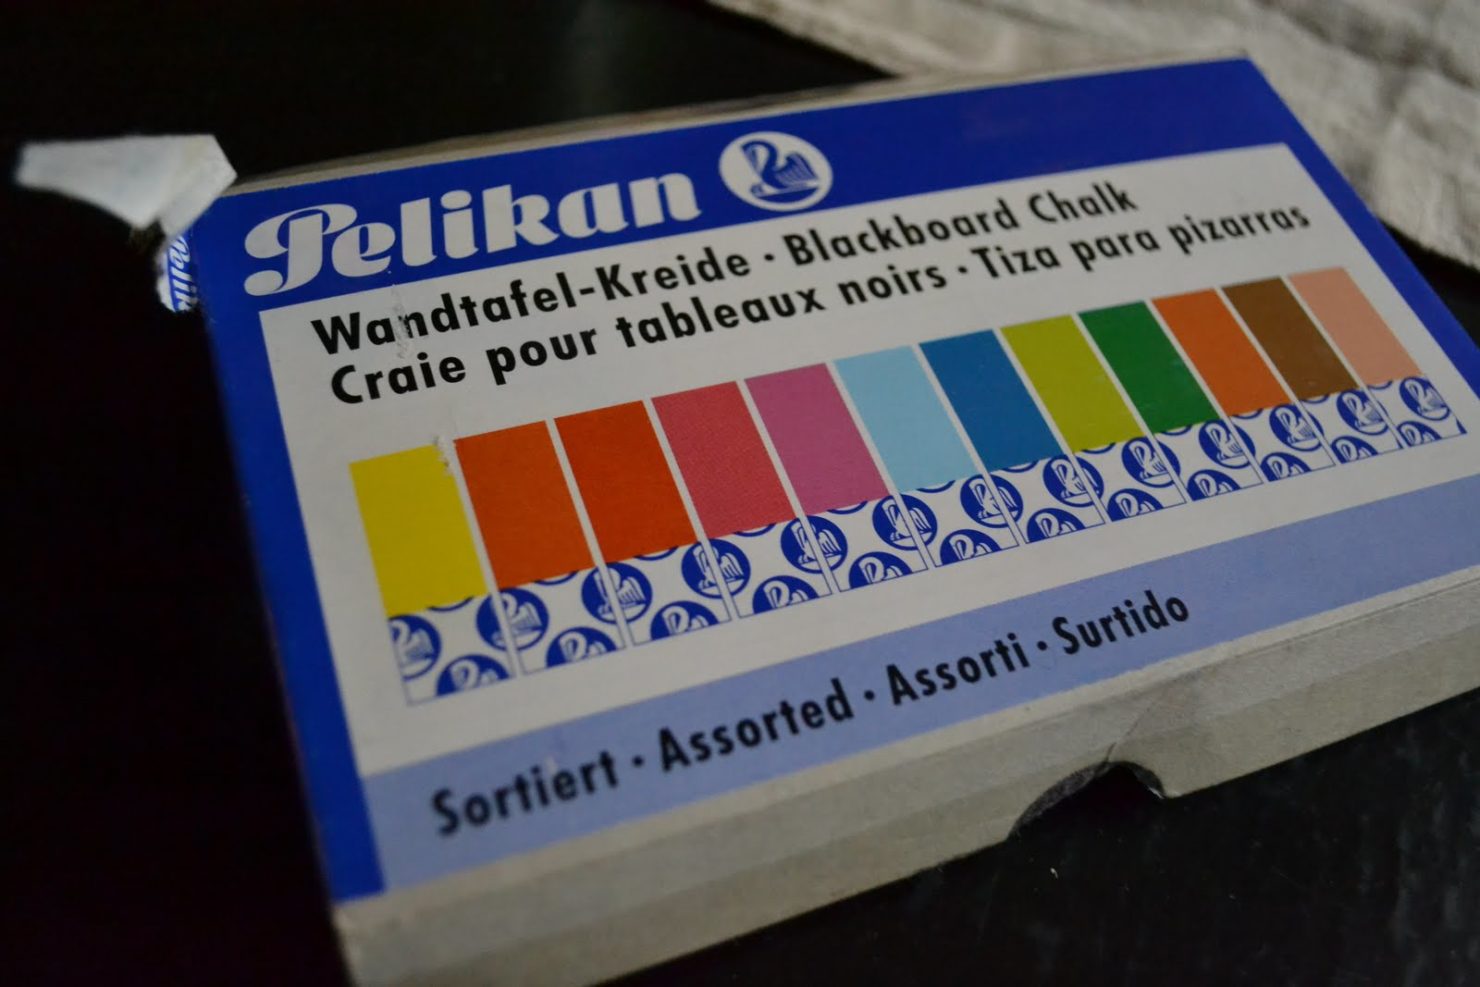 Pelikan
Wandtafel-Kreide · Blackboard Chalk
Craie pour tableaux noirs · Tiza para pizarras
Sortiert · Assorted · Assorti · Surtido